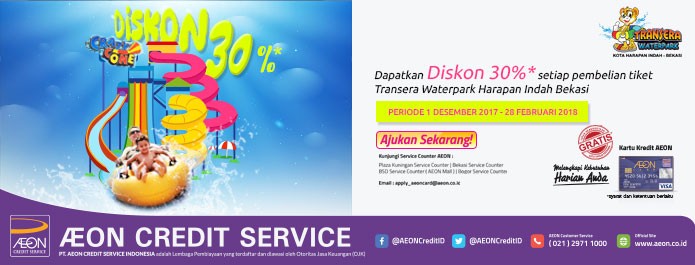 DISKON
30%*
CRAZY
CONE
TRANSERA
WATERPARK
KOTA HARAPAN INDAH - BEKASI
Dapatkan Diskon 30%* setiap pembelian tiket
Transera Waterpark Harapan Indah Bekasi
PERIODE 1 DESEMBER 2017 - 28 FEBRUARI 2018
Ajukan Sekarang!
Kunjungi Service Counter AEON :
Plaza Kuningan Service Counter | Bekasi Service Counter
BSD Service Counter ( AEON Mall ) | Bogor Service Counter
Email : apply_aeoncard@aeon.co.id
GRATIS
Kartu Kredit AEON
Melengkapi Kebutuhan
Harian Anda
AEON
VISA
*syarat dan ketentuan berlaku
AEON
ÆON CREDIT SERVICE
PT. AEON CREDIT SERVICE INDONESIA adalah Lembaga Pembiayaan yang terdaftar dan diawasi oleh Otoritas Jasa Keuangan (OJK)
@AEONCreditID
@AEONCreditID
AEON Customer Service
( 021 ) 2971 1000
Official Site
www.aeon.co.id